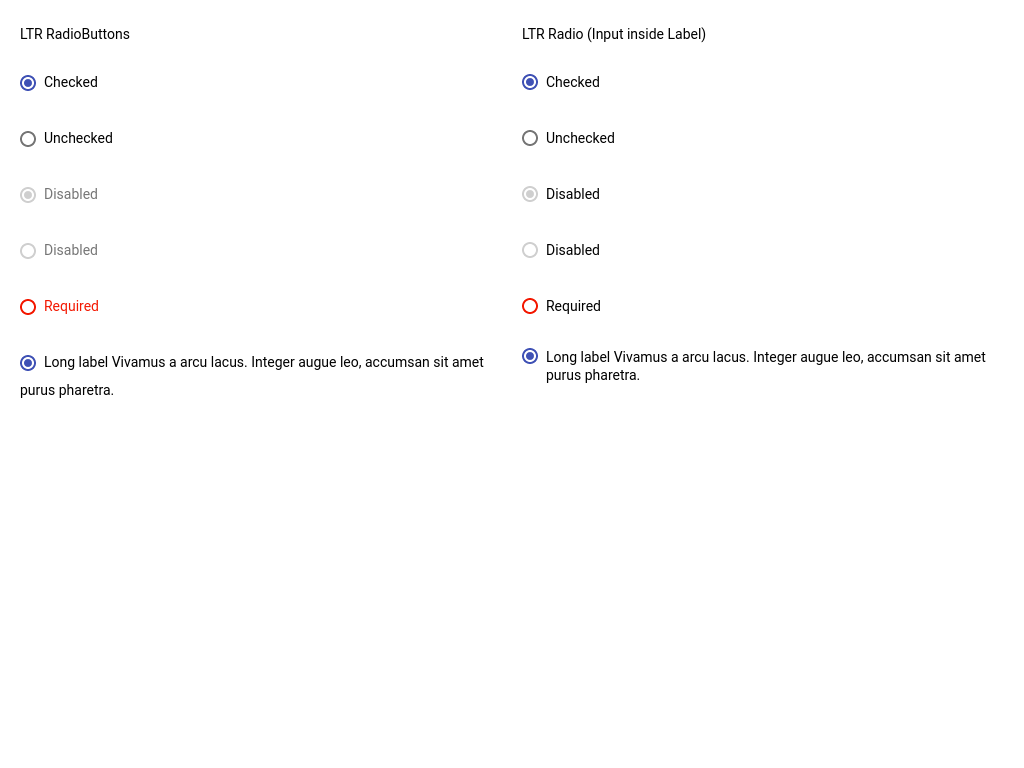 LTR RadioButtons
Checked
Unchecked
Disabled
Disabled
Required
Long label Vivamus a arcu lacus. Integer augue leo, accumsan sit amet
purus pharetra.
LTR Radio (Input inside Label)
Checked
Unchecked
Disabled
Disabled
Required
Long label Vivamus a arcu lacus. Integer augue leo, accumsan sit amet
purus pharetra.